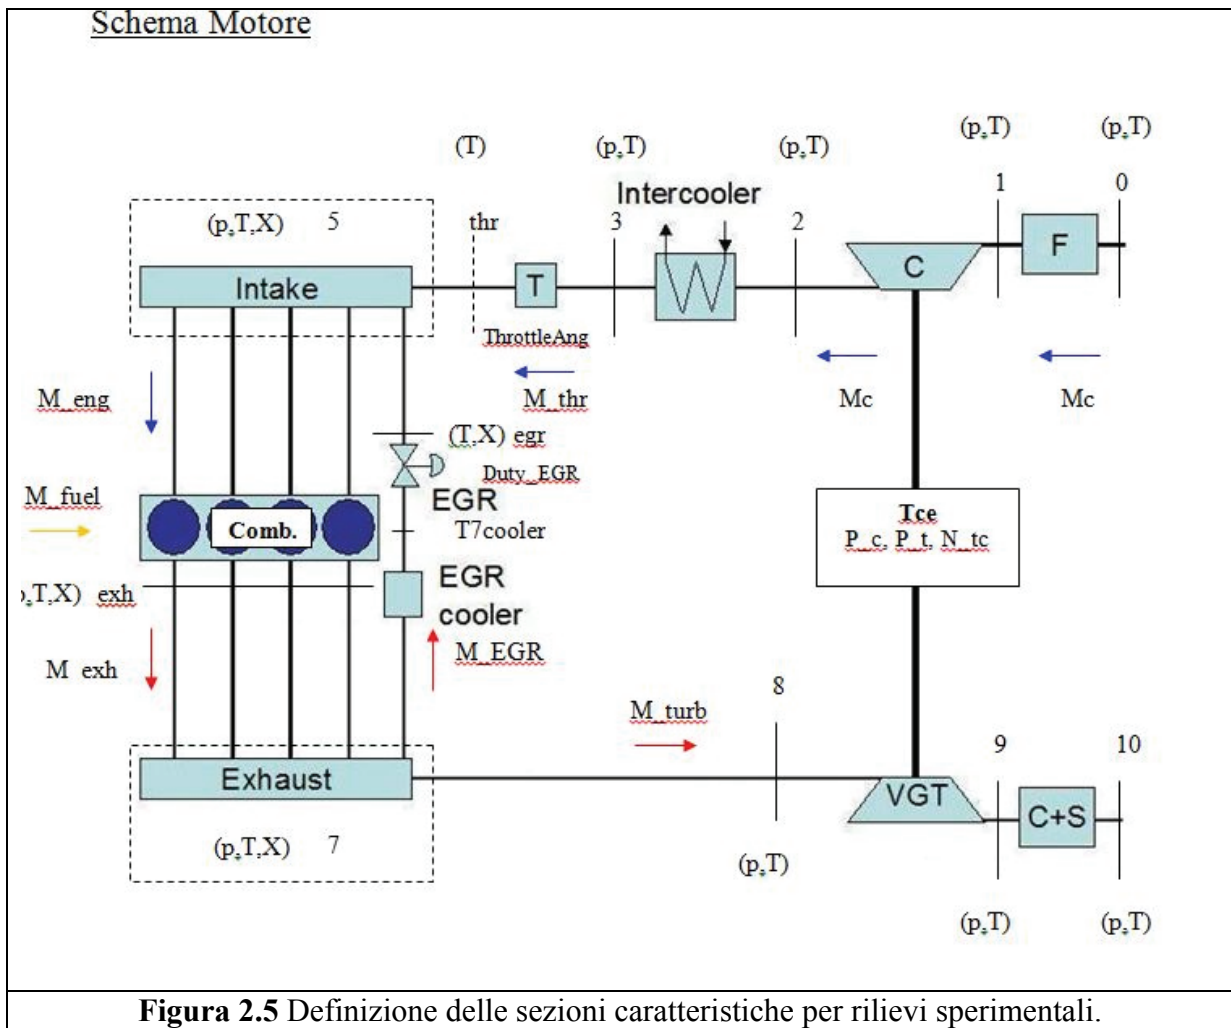 Schema Motore
(T) (p,T) (p,T) (p,T) (p,T)
Intercooler
(p,T,X) 5 thr 3 2 1 0
Intake T C F
ThrottleAng
M_eng M_thr Mc Mc
(T,X) egr
Duty_EGR
M_fuel EGR
Comb. T7cooler
Tce
P_c, P_t, N_tc
EGR
cooler
p,T,X) exh
M_EGR
M exh
8
M_turb
9 10
Exhaust VGT C+S
(p,T,X) 7
(p,T)
(p,T) (p,T)
Figura 2.5 Definizione delle sezioni caratteristiche per rilievi sperimentali.